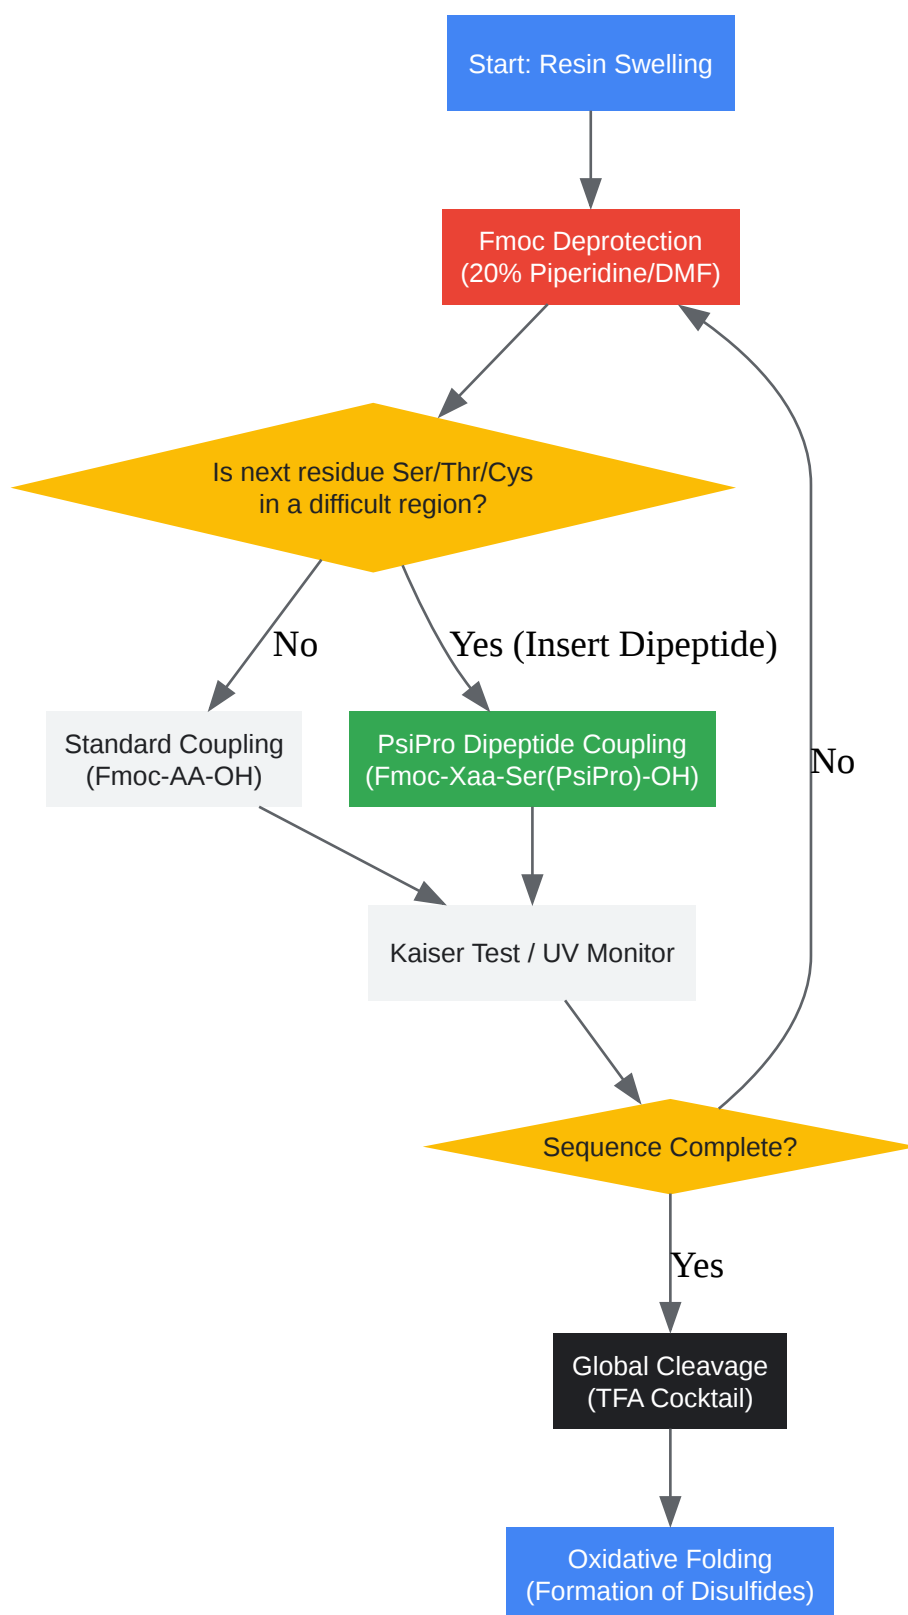 Start: Resin Swelling
Fmoc Deprotection
(20% Piperidine/DMF)
Is next residue Ser/Thr/Cys
in a difficult region?
No
Yes (Insert Dipeptide)
Standard Coupling
(Fmoc-AA-OH)
PsiPro Dipeptide Coupling
(Fmoc-Xaa-Ser(PsiPro)-OH)
No
Kaiser Test / UV Monitor
Sequence Complete?
Yes
Global Cleavage
(TFA Cocktail)
Oxidative Folding
(Formation of Disulfides)